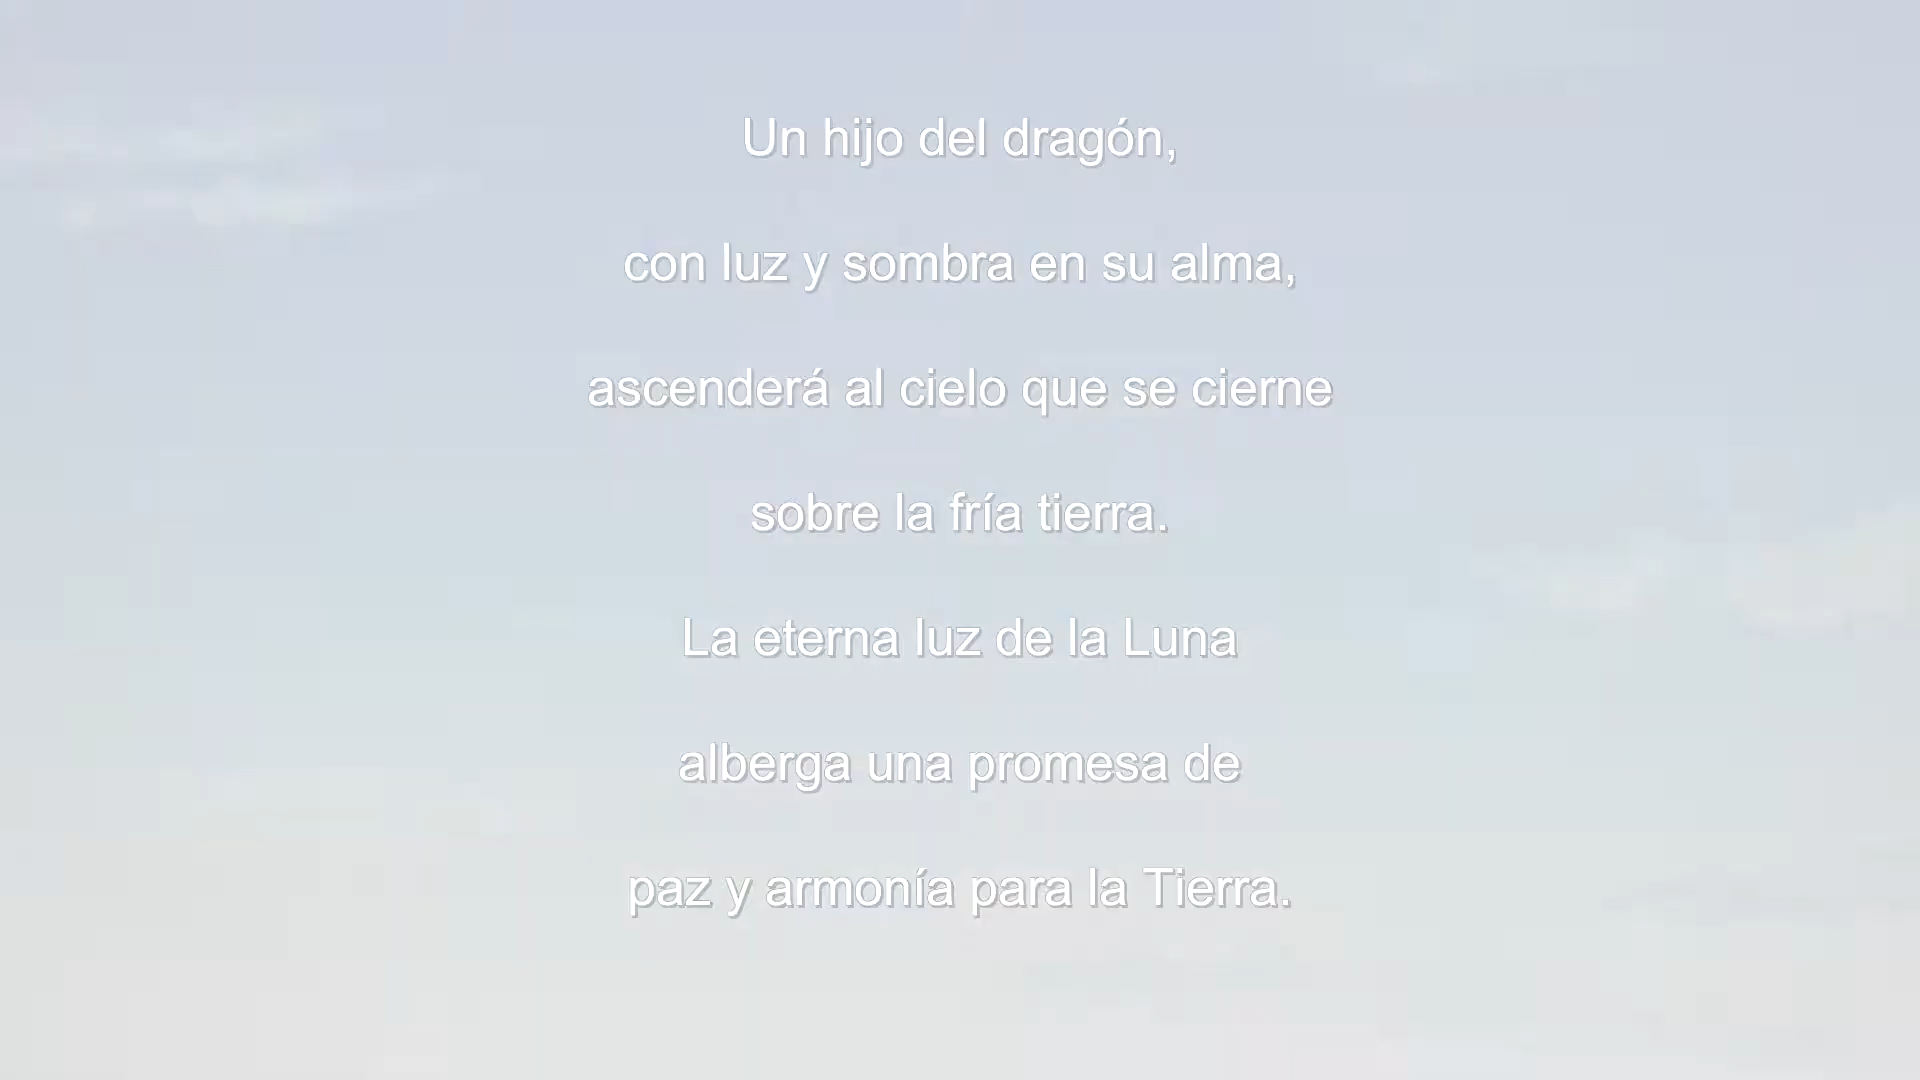 Un hijo del dragón,
con luz y sombra en su alma,
ascenderá al cielo que se cierne
sobre la fría tierra.
La eterna luz de la Luna
alberga una promesa de
paz y armonía para la Tierra.